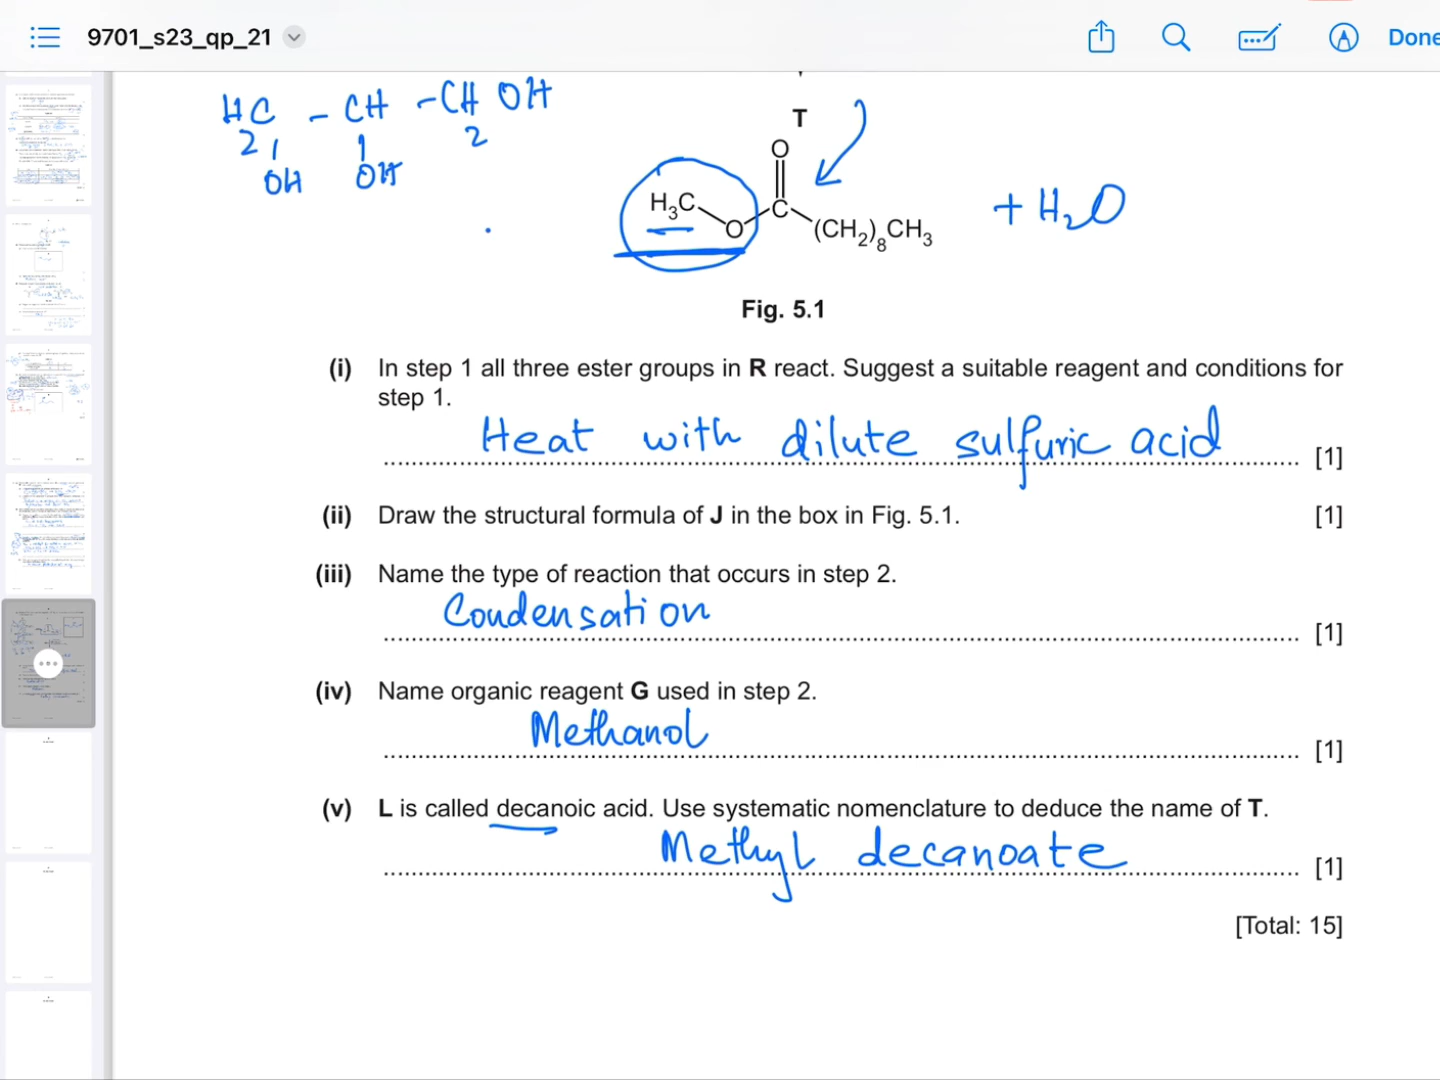 9701_s23_qp_21
Done
HC - CH - CH OH
2 2
OH OH
T
O
H₃C
O C (CH₂)₈CH₃ + H₂O
Fig. 5.1
(i) In step 1 all three ester groups in R react. Suggest a suitable reagent and conditions for
step 1.
Heat with dilute sulfuric acid [1]
(ii) Draw the structural formula of J in the box in Fig. 5.1. [1]
(iii) Name the type of reaction that occurs in step 2.
Condensation [1]
(iv) Name organic reagent G used in step 2.
Methanol [1]
(v) L is called decanoic acid. Use systematic nomenclature to deduce the name of T.
Methyl decanoate [1]
[Total: 15]